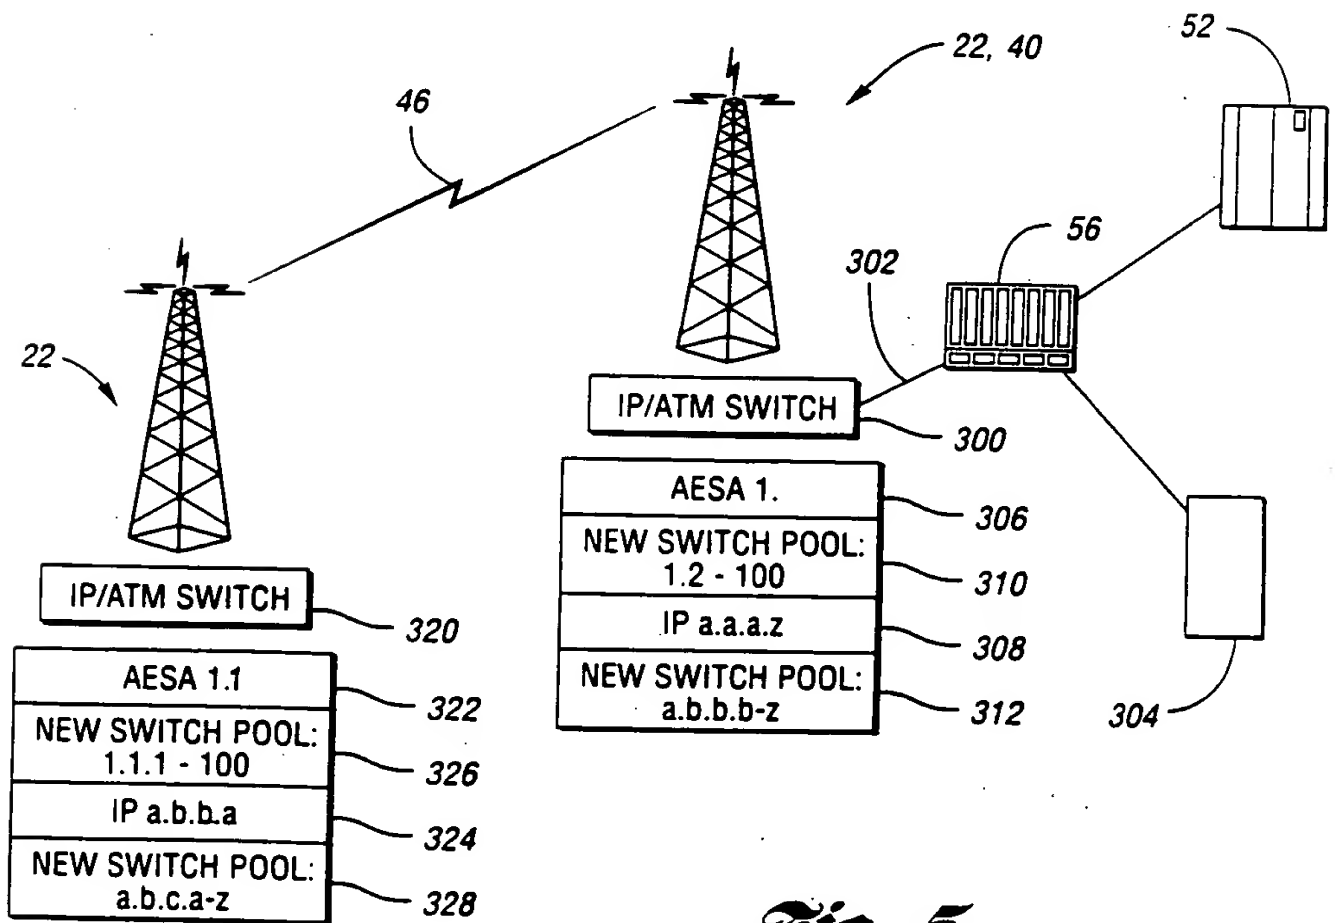 52
22, 40
46
56
302
22
IP/ATM SWITCH
300
AESA 1.
306
NEW SWITCH POOL:
1.2 - 100
310
IP a.a.a.z
308
NEW SWITCH POOL:
a.b.b.b-z
312
304
IP/ATM SWITCH
320
AESA 1.1
322
NEW SWITCH POOL:
1.1.1 - 100
326
IP a.b.b.a
324
NEW SWITCH POOL:
a.b.c.a-z
328
Fig. 5